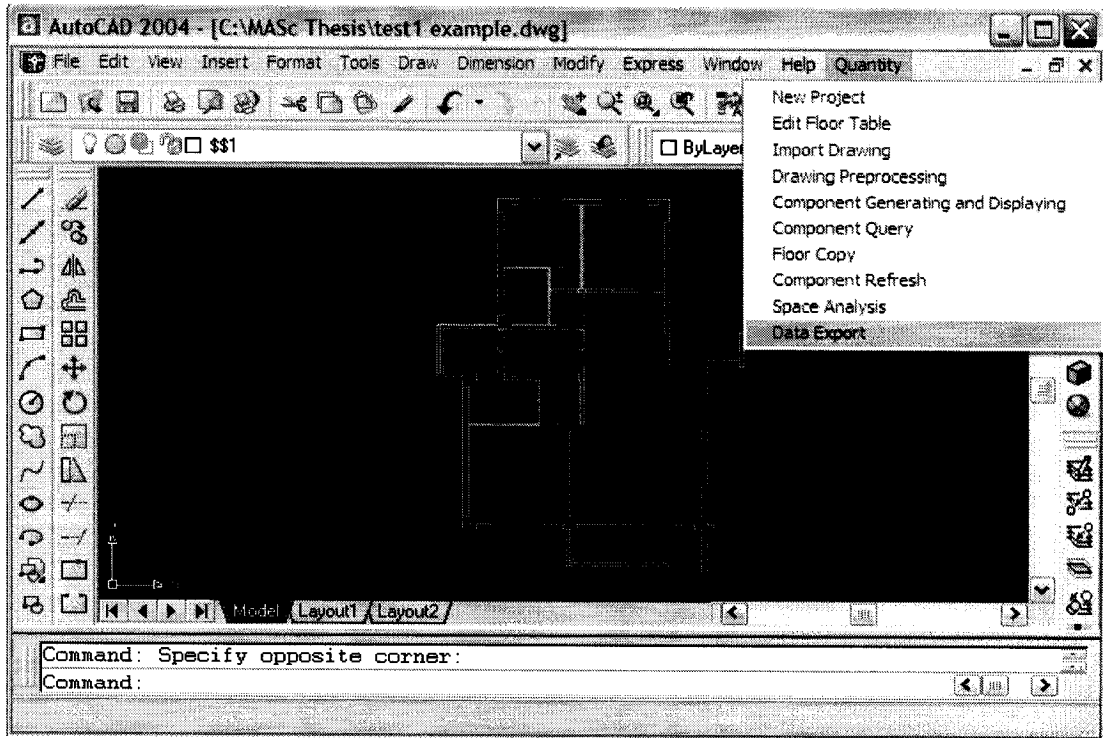 AutoCAD 2004 - [C:\MASc Thesis\test1 example.dwg]
File Edit View Insert Format Tools Draw Dimension Modify Express Window Help Quantity
New Project
Edit Floor Table
Import Drawing
Drawing Preprocessing
Component Generating and Displaying
Component Query
Floor Copy
Component Refresh
Space Analysis
Data Export
$$1
ByLayer
Model Layout1 Layout2
Command: Specify opposite corner:
Command: